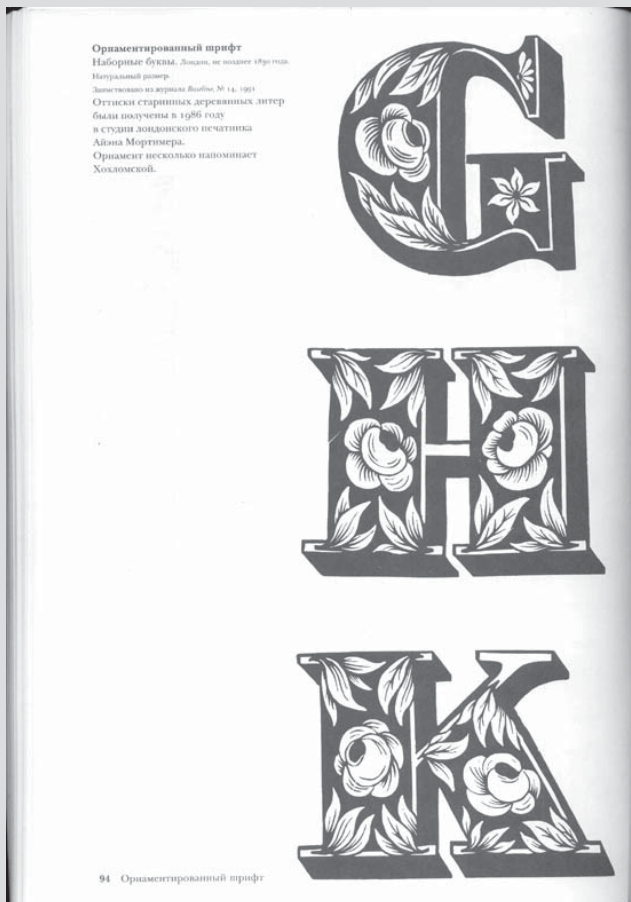 Орнаментированный шрифт
Наборные буквы. Лондон, не позднее 1830 года.
Натуральный размер.
Заимствовано из журнала Baseline, № 14, 1991
Оттиски старинных деревянных литер
были получены в 1986 году
в студии лондонского печатника
Айэна Мортимера.
Орнамент несколько напоминает
Хохломской.
G
H
K
94 Орнаментированный шрифт